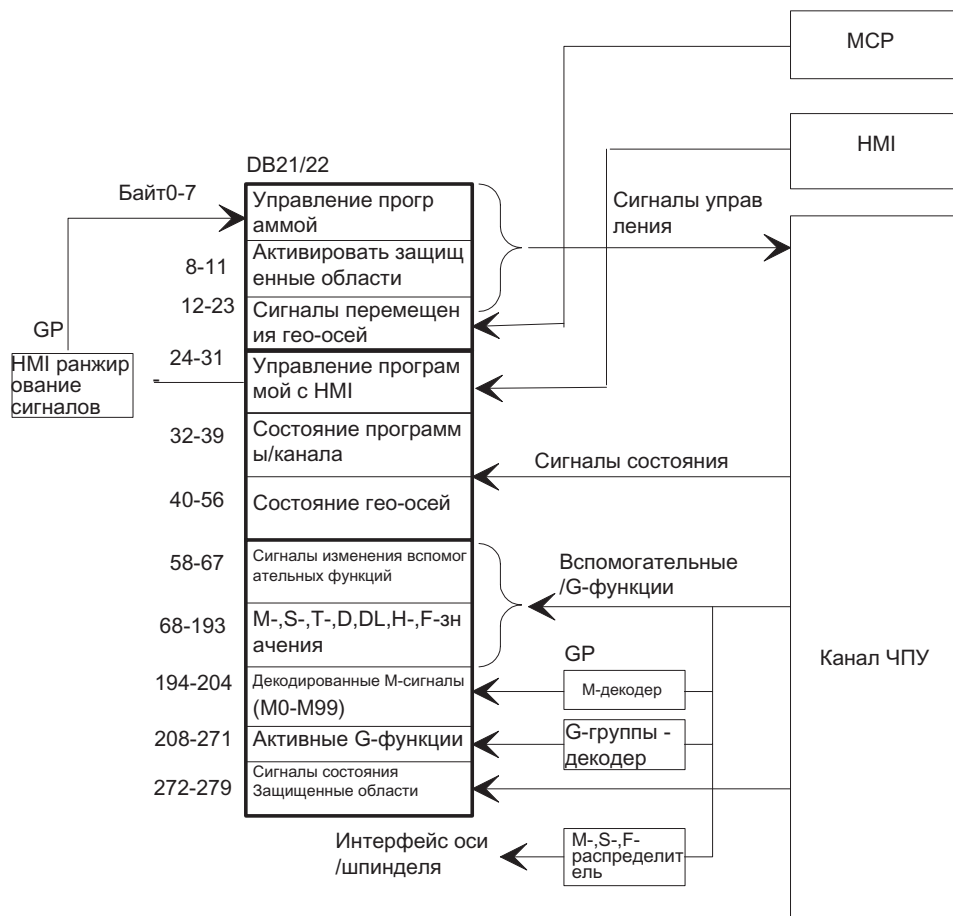 MCP
HMI
DB21/22
Байт0-7
Управление прогр
аммой
Сигналы управ
ления
8-11
Активировать защищ
енные области
12-23
Сигналы перемещен
ия гео-осей
GP
HMI ранжир
ование
сигналов
24-31
Управление програм
мой с HMI
32-39
Состояние программ
ы/канала
Сигналы состояния
40-56
Состояние гео-осей
58-67
Сигналы изменения вспомог
ательных функций
Вспомогательные
/G-функции
68-193
M-,S-,T-,D,DL,H-,F-зн
ачения
Канал ЧПУ
GP
194-204
Декодированные М-сигналы
(M0-M99)
М-декодер
208-271
Активные G-функции
G-группы -
декодер
272-279
Сигналы состояния
Защищенные области
Интерфейс оси
/шпинделя
M-,S-,F-
распределит
ель